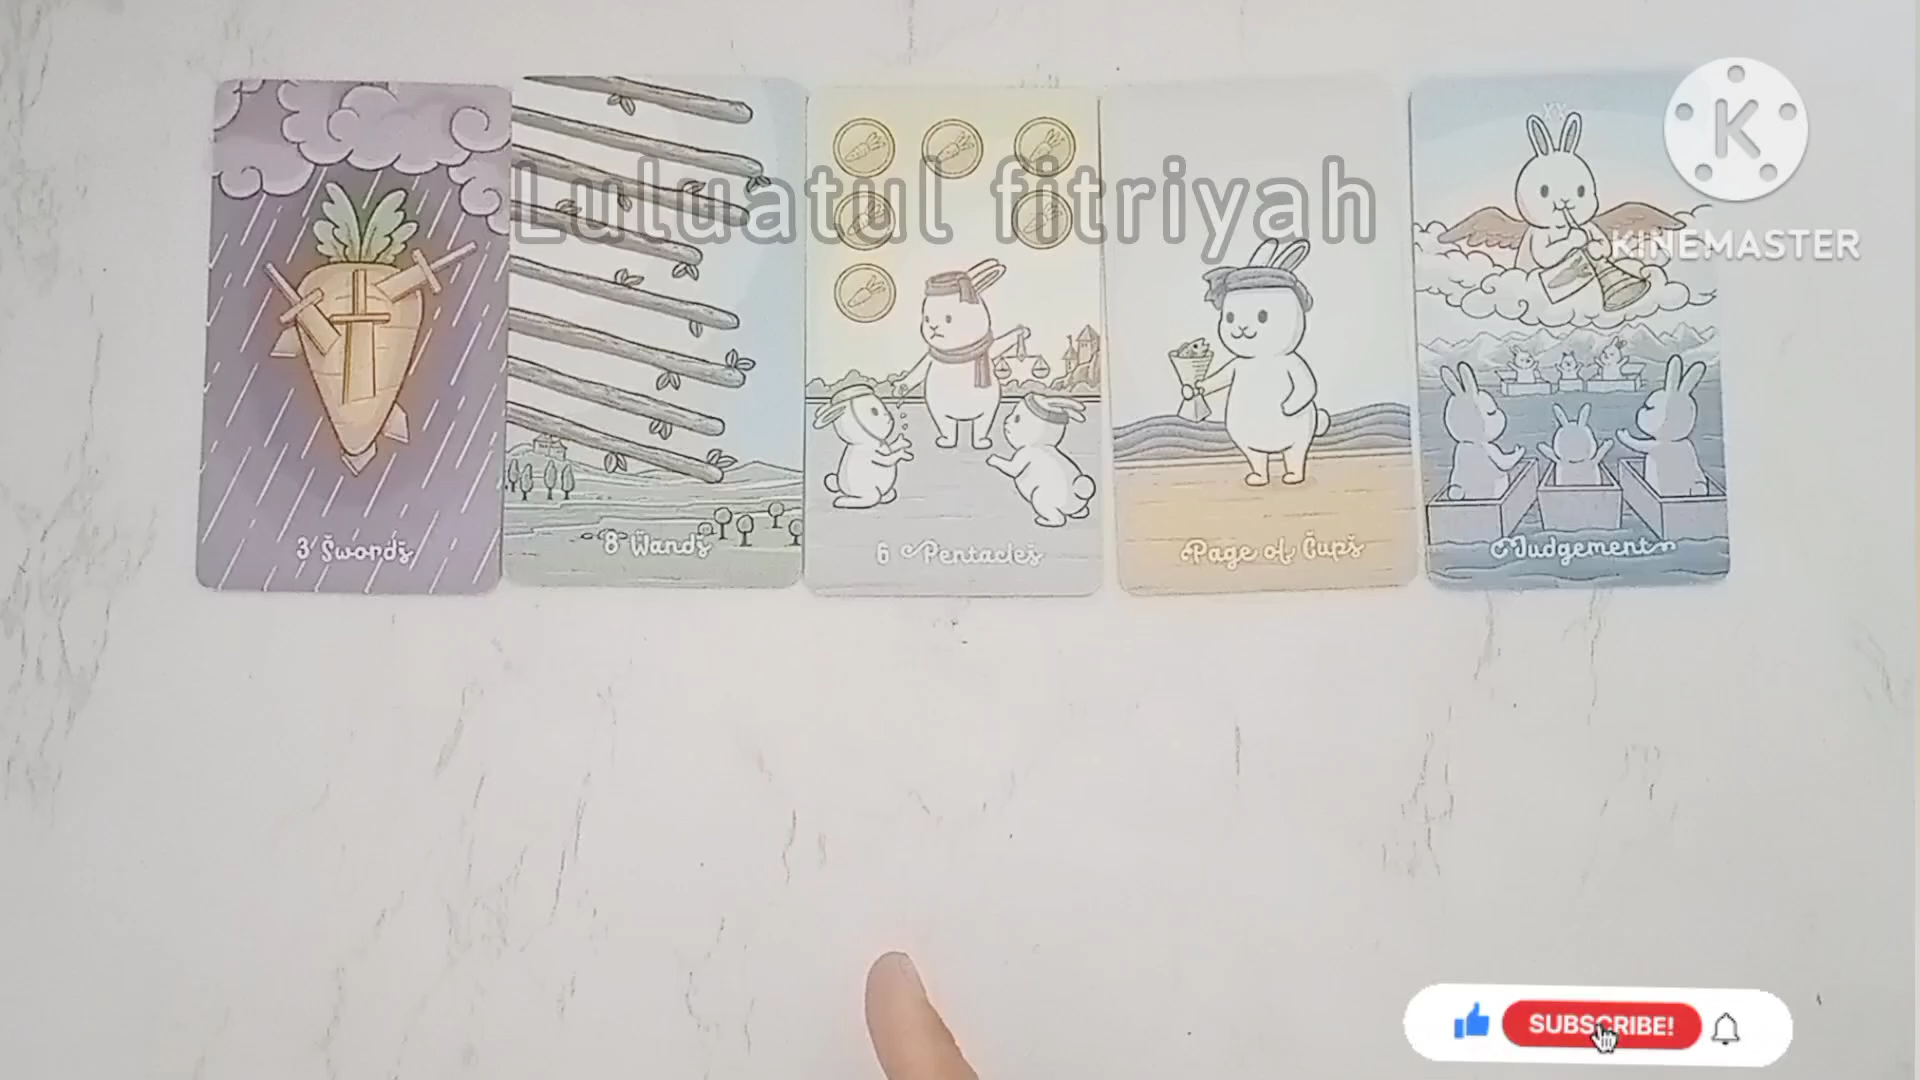 Luluatul fitriyah
K
KINEMASTER
3 Swords
8 Wands
6 Pentacles
Page of Cups
Judgement
SUBSCRIBE!